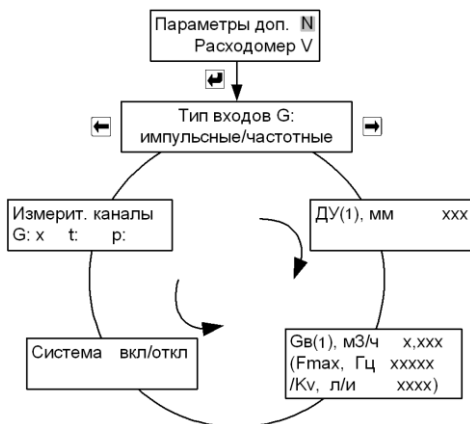 Параметры доп. N
Расходомер V
Тип входов G:
импульсные/частотные
Измерит. каналы
G: x t: p:
ДУ(1), мм xxx
Система вкл/откл
Gв(1), м3/ч x,xxx
(Fmax, Гц xxxxx
/Kv, л/и xxxx)